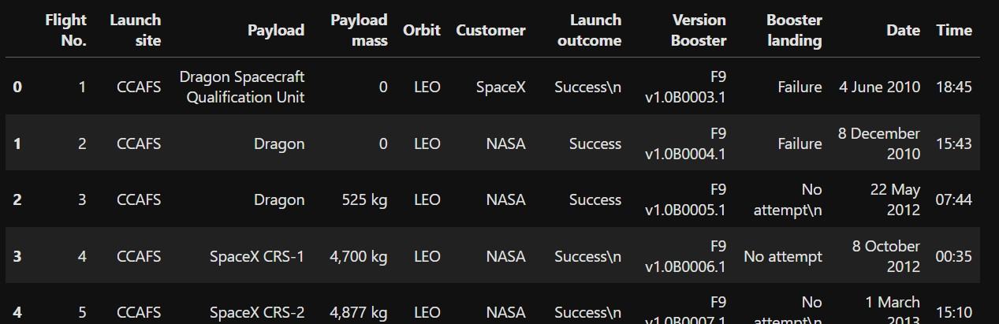 Flight No. Launch site Payload Payload mass Orbit Customer Launch outcome Version Booster Booster landing Date Time
0 1 CCAFS Dragon Spacecraft Qualification Unit 0 LEO SpaceX Success\n F9 v1.0B0003.1 Failure 4 June 2010 18:45
1 2 CCAFS Dragon 0 LEO NASA Success F9 v1.0B0004.1 Failure 8 December 2010 15:43
2 3 CCAFS Dragon 525 kg LEO NASA Success F9 v1.0B0005.1 No attempt\n 22 May 2012 07:44
3 4 CCAFS SpaceX CRS-1 4,700 kg LEO NASA Success\n F9 v1.0B0006.1 No attempt 8 October 2012 00:35
4 5 CCAFS SpaceX CRS-2 4,877 kg LEO NASA Success\n F9 v1.0B0007.1 No attempt\n 1 March 2013 15:10